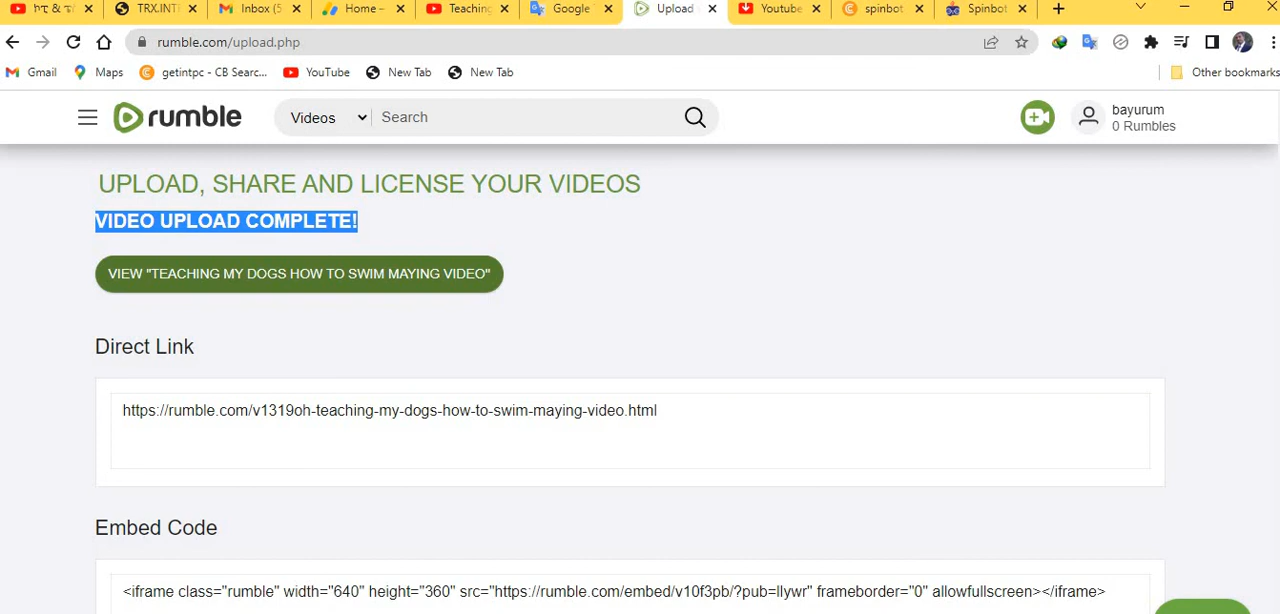 ኮሜ & ኮ/
TRX.INT
Inbox (5
Home –
Teaching
Google
Upload
Youtube
spinbot
Spinbot
rumble.com/upload.php
Gmail
Maps
getintpc - CB Searc...
YouTube
New Tab
New Tab
Other bookmarks
rumble
Videos
Search
bayurum
0 Rumbles
UPLOAD, SHARE AND LICENSE YOUR VIDEOS
VIDEO UPLOAD COMPLETE!
VIEW "TEACHING MY DOGS HOW TO SWIM MAYING VIDEO"
Direct Link
https://rumble.com/v1319oh-teaching-my-dogs-how-to-swim-maying-video.html
Embed Code
<iframe class="rumble" width="640" height="360" src="https://rumble.com/embed/v10f3pb/?pub=llywr" frameborder="0" allowfullscreen></iframe>